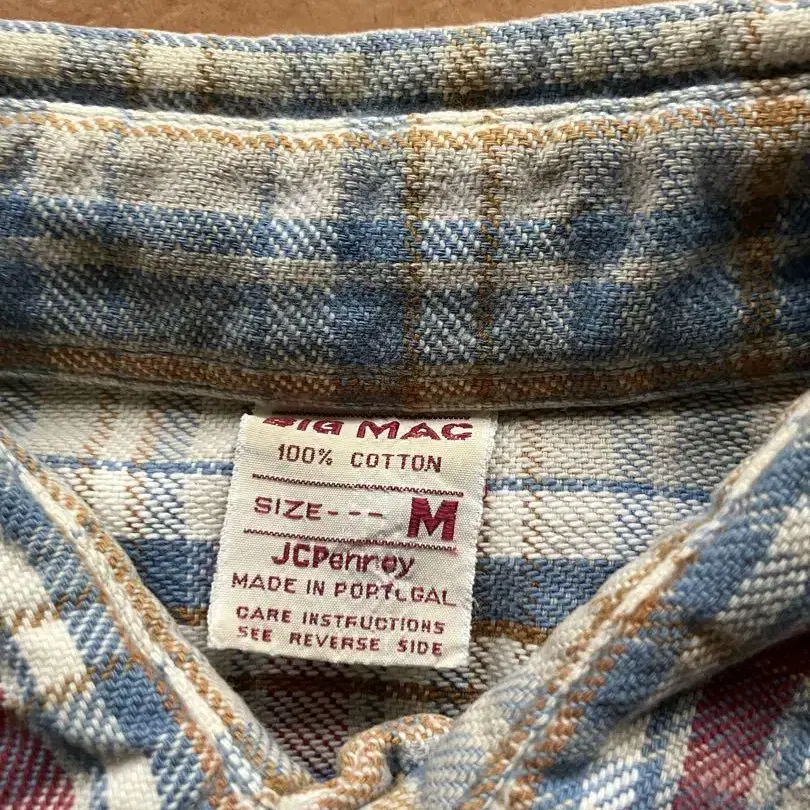 BIG MAC
100% COTTON
SIZE--- M
JCPenney
MADE IN PORTUGAL
CARE INSTRUCTIONS
SEE REVERSE SIDE